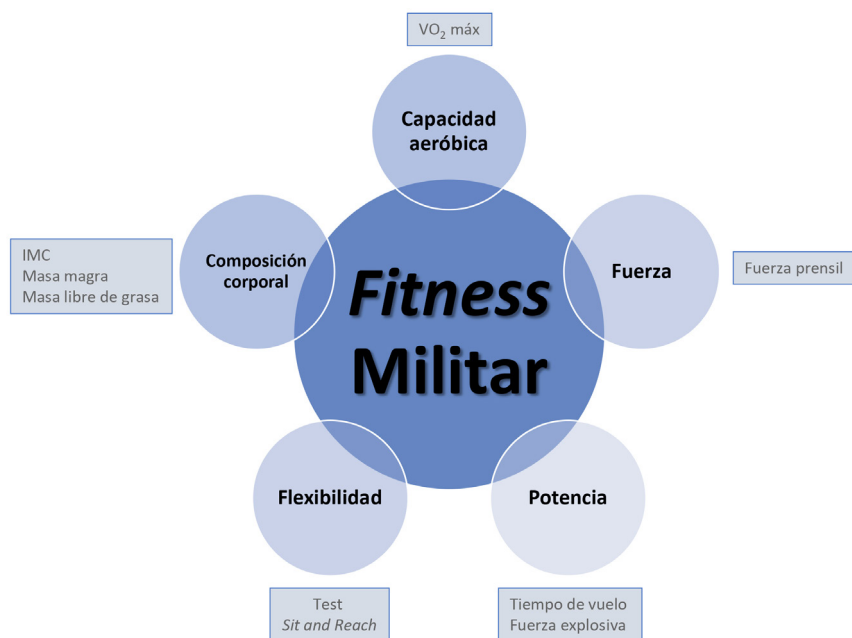 VO₂ máx
Capacidad
aeróbica
Composición
corporal
IMC
Masa magra
Masa libre de grasa
Fitness
Militar
Fuerza
Fuerza prensil
Flexibilidad
Test
Sit and Reach
Potencia
Tiempo de vuelo
Fuerza explosiva